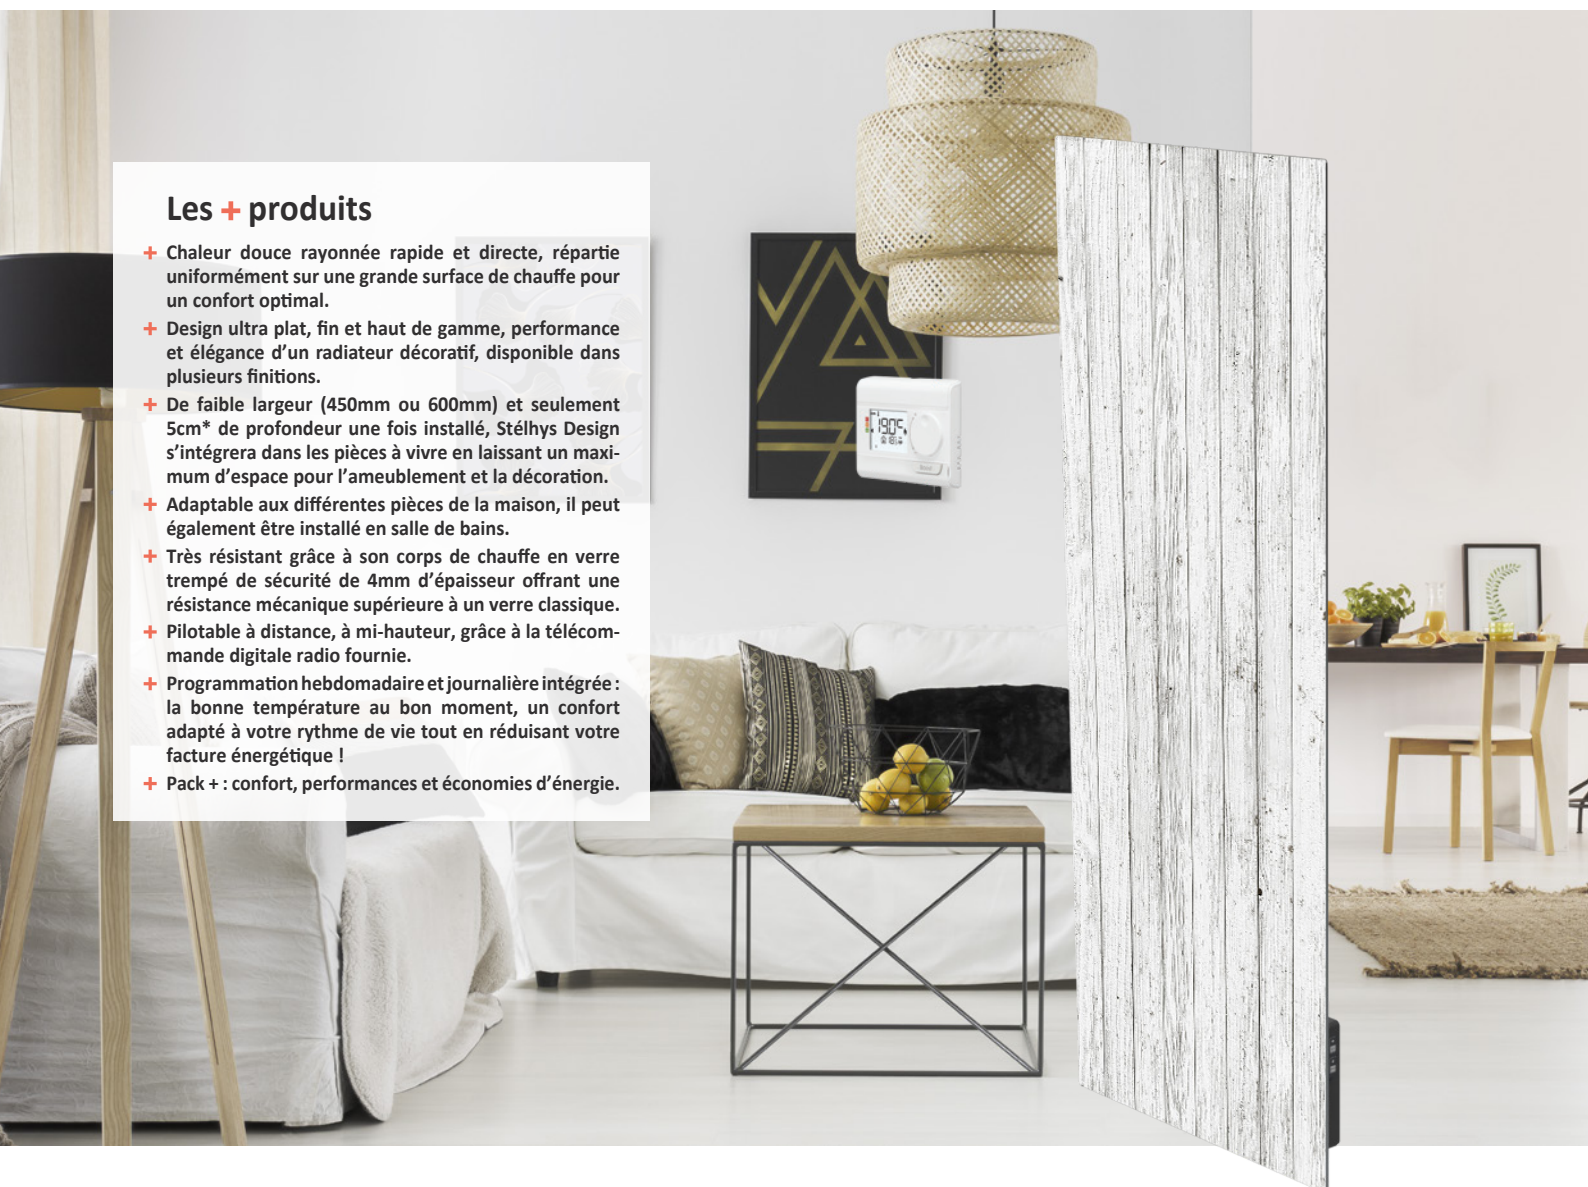 Les + produits
+ Chaleur douce rayonnée rapide et directe, répartie
uniformément sur une grande surface de chauffe pour
un confort optimal.
+ Design ultra plat, fin et haut de gamme, performance
et élégance d’un radiateur décoratif, disponible dans
plusieurs finitions.
+ De faible largeur (450mm ou 600mm) et seulement
5cm* de profondeur une fois installé, Stélhys Design
s’intégrera dans les pièces à vivre en laissant un maxi-
mum d’espace pour l’ameublement et la décoration.
+ Adaptable aux différentes pièces de la maison, il peut
également être installé en salle de bains.
+ Très résistant grâce à son corps de chauffe en verre
trempé de sécurité de 4mm d’épaisseur offrant une
résistance mécanique supérieure à un verre classique.
+ Pilotable à distance, à mi-hauteur, grâce à la télécom-
mande digitale radio fournie.
+ Programmation hebdomadaire et journalière intégrée :
la bonne température au bon moment, un confort
adapté à votre rythme de vie tout en réduisant votre
facture énergétique !
+ Pack + : confort, performances et économies d’énergie.